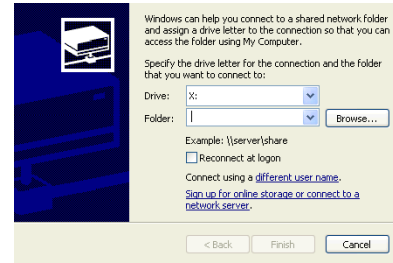 Windows can help you connect to a shared network folder
and assign a drive letter to the connection so that you can
access the folder using My Computer.
Specify the drive letter for the connection and the folder
that you want to connect to:
Drive: X:
Folder: Browse...
Example: \\server\share
Reconnect at logon
Connect using a different user name.
Sign up for online storage or connect to a
network server.
< Back Finish Cancel